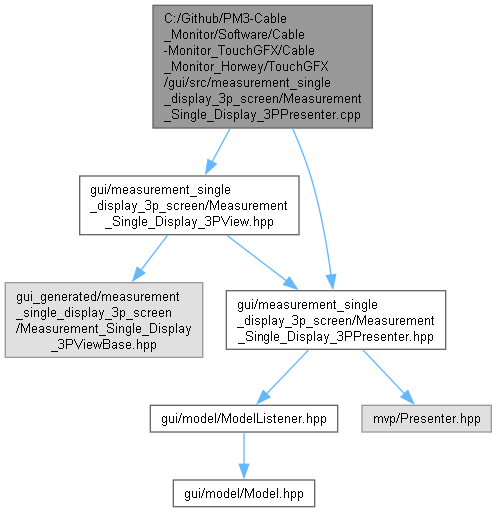 C:/Github/PM3-Cable
_Monitor/Software/Cable
-Monitor_TouchGFX/Cable
_Monitor_Horwey/TouchGFX
/gui/src/measurement_single
_display_3p_screen/Measurement
_Single_Display_3PPresenter.cpp
gui/measurement_single
_display_3p_screen/Measurement
_Single_Display_3PView.hpp
gui_generated/measurement
_single_display_3p_screen
/Measurement_Single_Display
_3PViewBase.hpp
gui/measurement_single
_display_3p_screen/Measurement
_Single_Display_3PPresenter.hpp
gui/model/ModelListener.hpp
mvp/Presenter.hpp
gui/model/Model.hpp